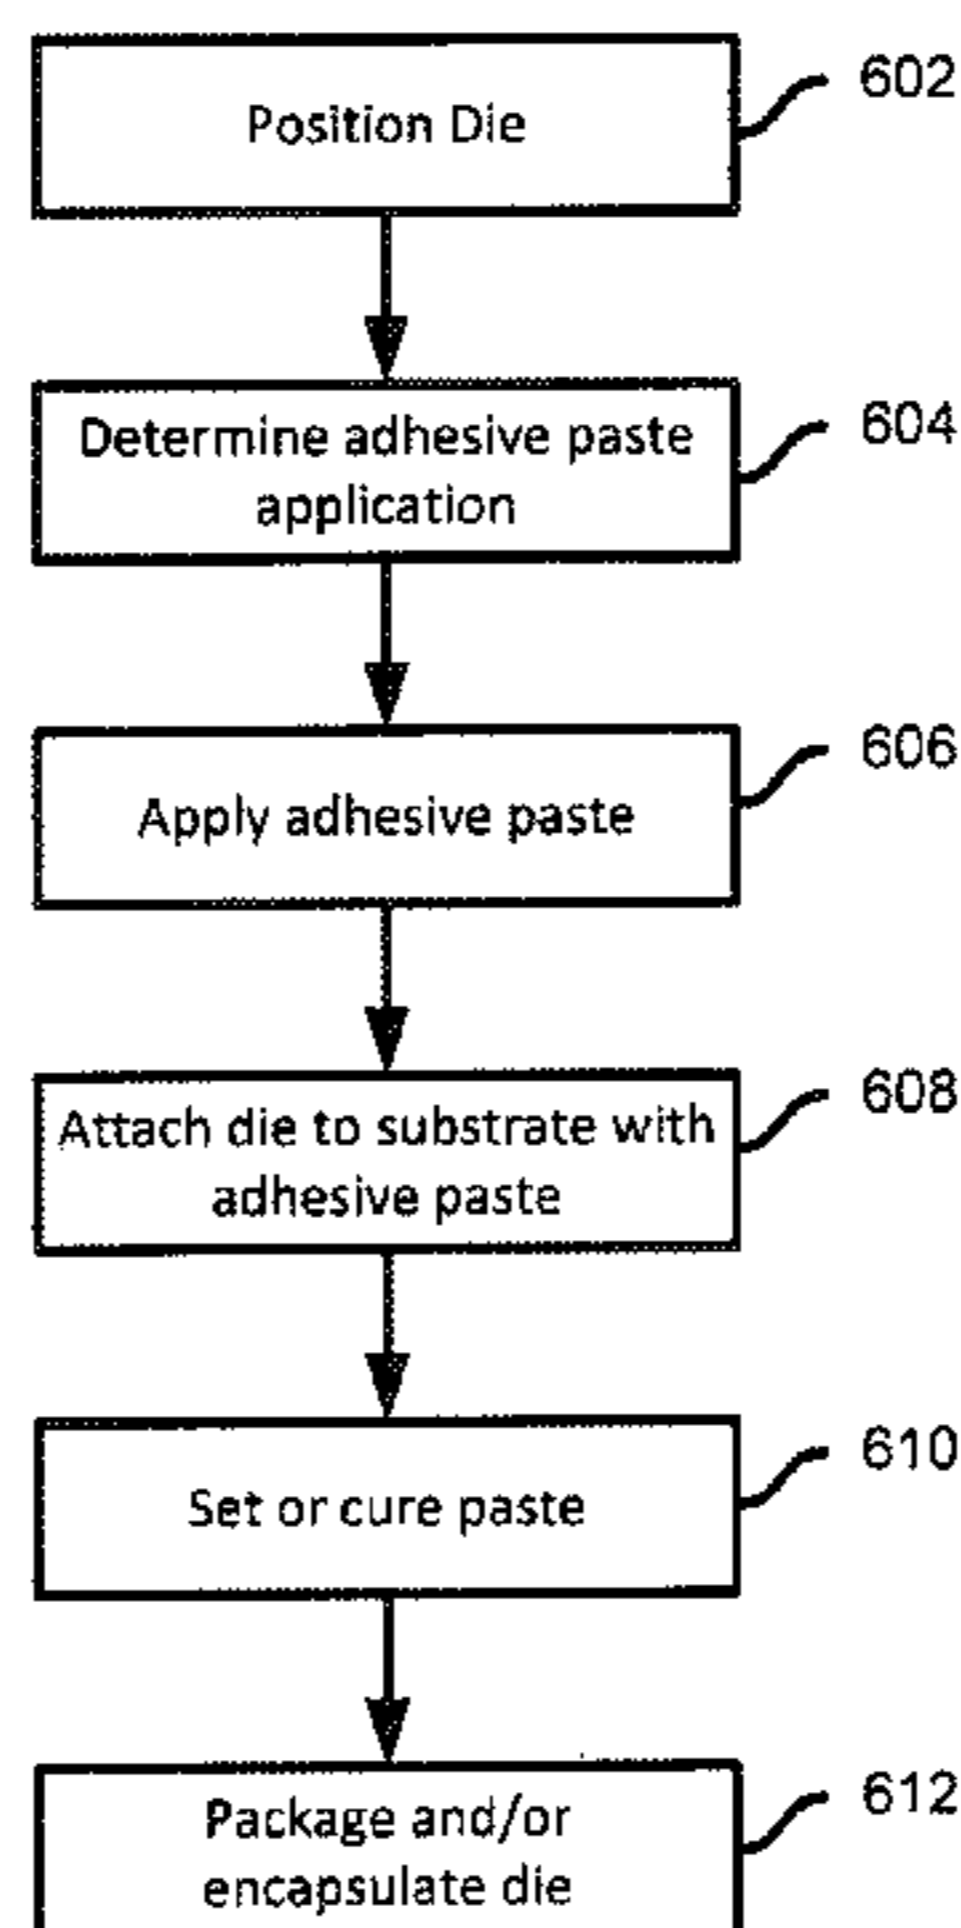 Position Die
602
Determine adhesive paste
application
604
Apply adhesive paste
606
Attach die to substrate with
adhesive paste
608
Set or cure paste
610
Package and/or
encapsulate die
612